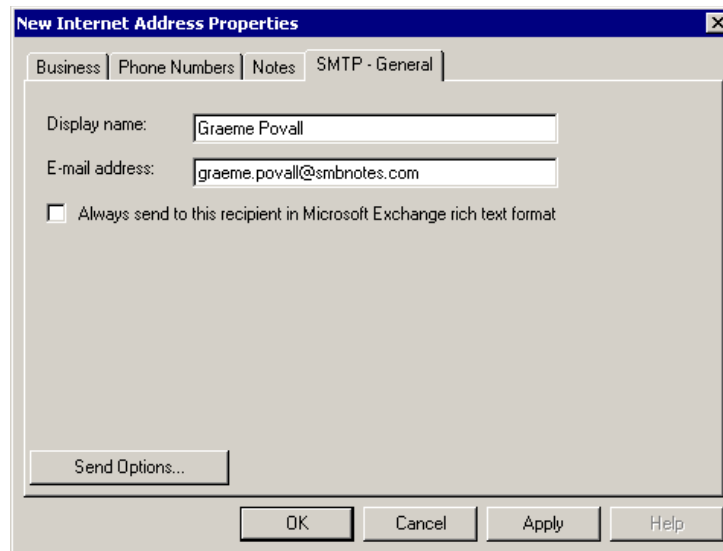 New Internet Address Properties
Business Phone Numbers Notes SMTP - General
Display name: Graeme Povall
E-mail address: graeme.povall@smbnotes.com
Always send to this recipient in Microsoft Exchange rich text format
Send Options...
OK Cancel Apply Help